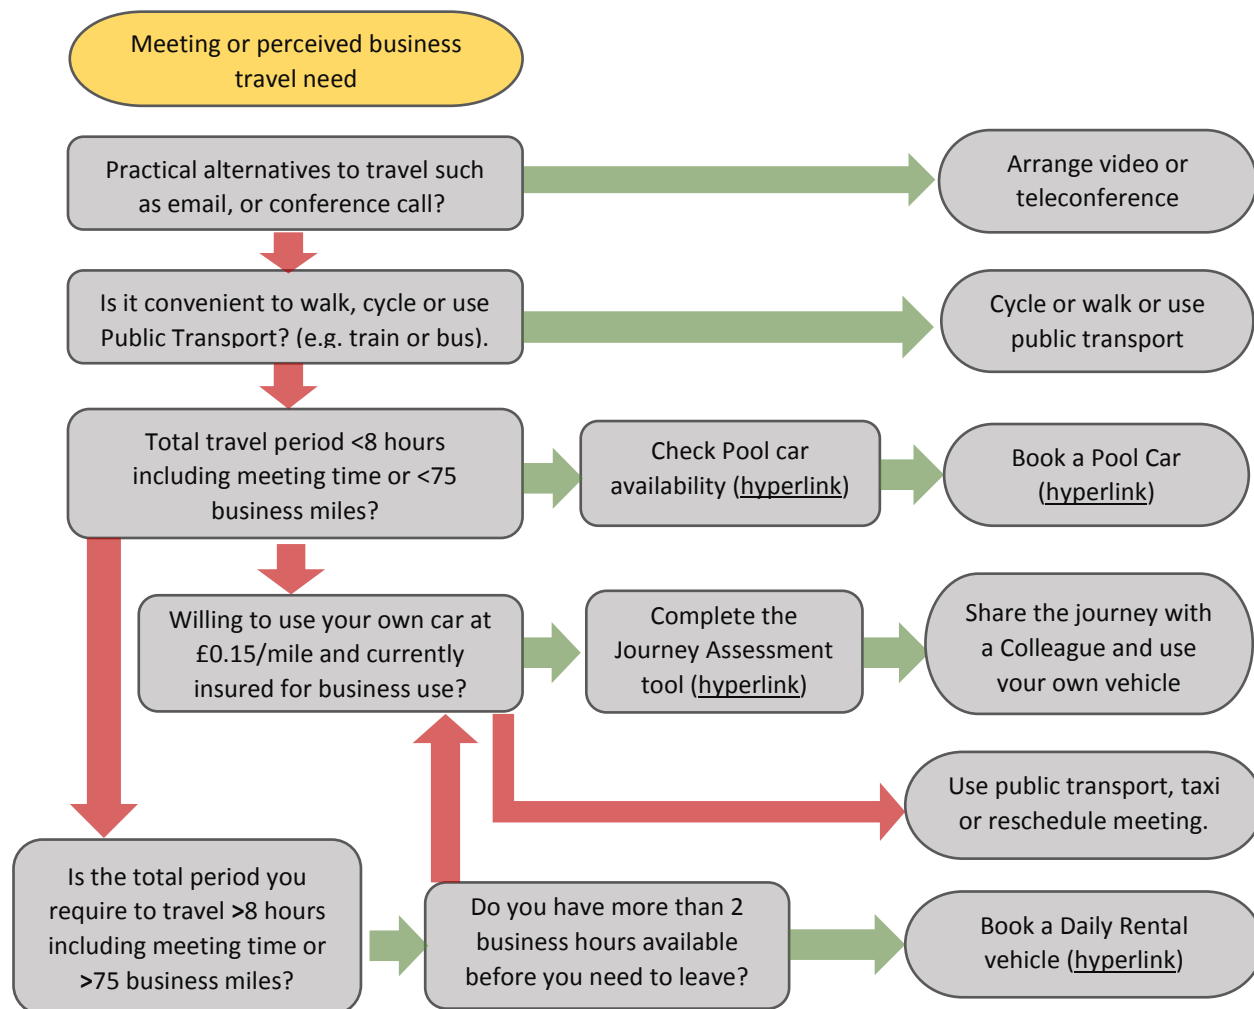 Meeting or perceived business
travel need
Practical alternatives to travel such
as email, or conference call?
Arrange video or
teleconference
Is it convenient to walk, cycle or use
Public Transport? (e.g. train or bus).
Cycle or walk or use
public transport
Total travel period <8 hours
including meeting time or <75
business miles?
Check Pool car
availability (hyperlink)
Book a Pool Car
(hyperlink)
Willing to use your own car at
£0.15/mile and currently
insured for business use?
Complete the
Journey Assessment
tool (hyperlink)
Share the journey with
a Colleague and use
your own vehicle
Use public transport, taxi
or reschedule meeting.
Is the total period you
require to travel >8 hours
including meeting time or
>75 business miles?
Do you have more than 2
business hours available
before you need to leave?
Book a Daily Rental
vehicle (hyperlink)